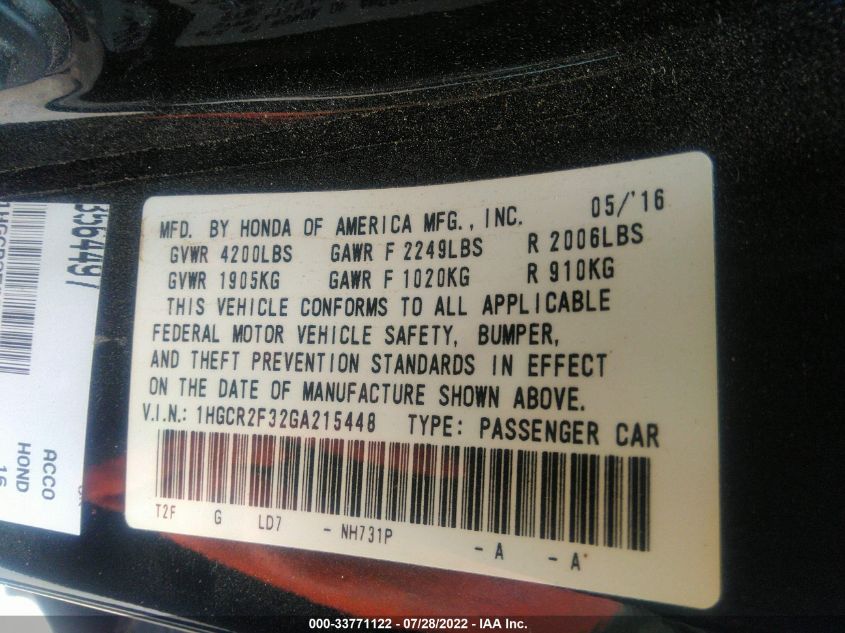 MFD. BY HONDA OF AMERICA MFG., INC. 05/'16
GVWR 4200LBS GAWR F 2249LBS R 2006LBS
GVWR 1905KG GAWR F 1020KG R 910KG
THIS VEHICLE CONFORMS TO ALL APPLICABLE
FEDERAL MOTOR VEHICLE SAFETY, BUMPER,
AND THEFT PREVENTION STANDARDS IN EFFECT
ON THE DATE OF MANUFACTURE SHOWN ABOVE.
V.I.N.: 1HGCR2F32GA215448 TYPE: PASSENGER CAR
T2F G LD7 - NH731P - A - A
ACCO
HOND
16
000-33771122 - 07/28/2022 - IAA Inc.